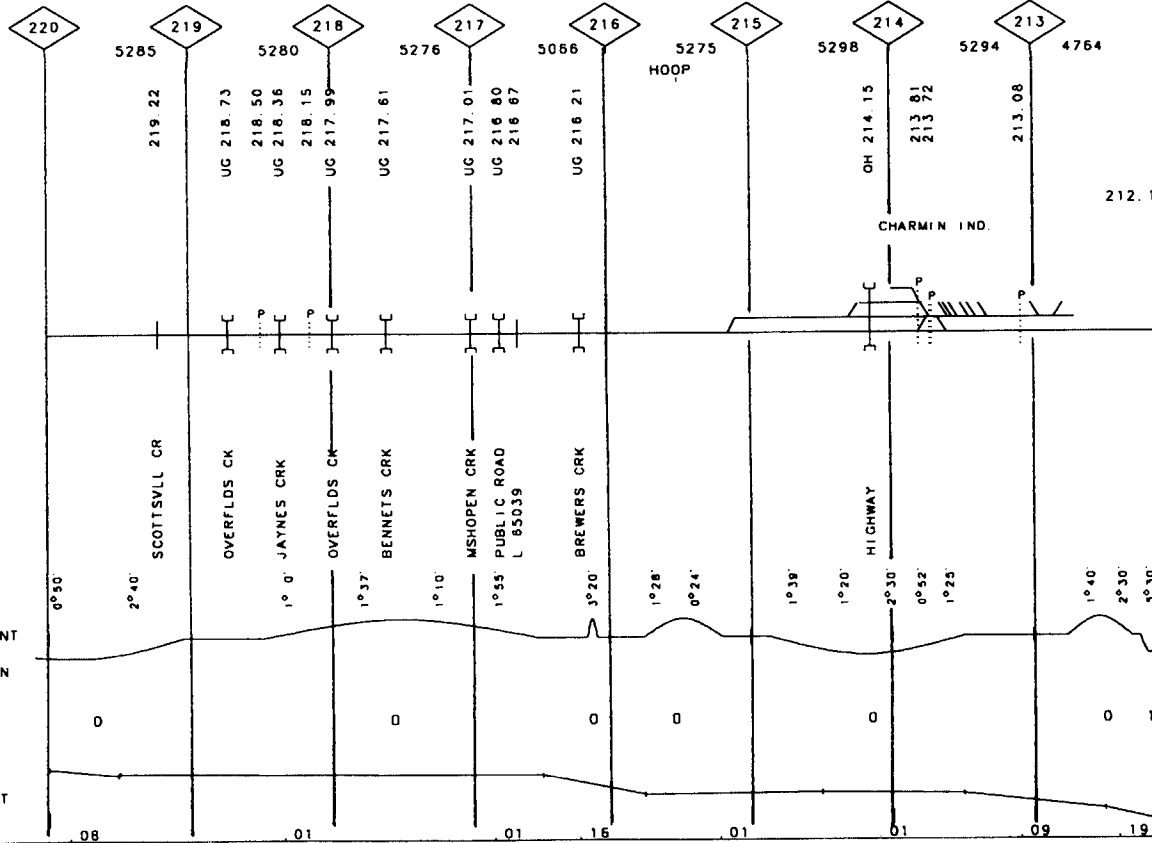 220 219 218 217 216 215 214 213
5285 5280 5276 5066 5275 5298 5294 4764
HOOP
219.22
UG 218.73
218.50
UG 218.36
218.15
UG 217.99
UG 217.61
UG 217.01
UG 216 80
216 67
UG 216 21
OH 214.15
213 81
213 72
213.08
212. 1
CHARMIN IND.
P P P P P
SCOTTSVLL CR
OVERFLDS CK
JAYNES CRK
OVERFLDS CK
BENNETS CRK
MSHOPEN CRK
PUBLIC ROAD
L 65039
BREWERS CRK
HIGHWAY
0°50'
2°40'
1° 0'
1°37'
1°10'
1°55'
3°20'
1°28'
0°24'
1°39'
1°20'
2°30'
0°52'
1°25'
1°40'
2°30'
NT
N
0 0 0 0 0 0 1
T
.08 .01 .01 .16 .01 .01 .09 .19